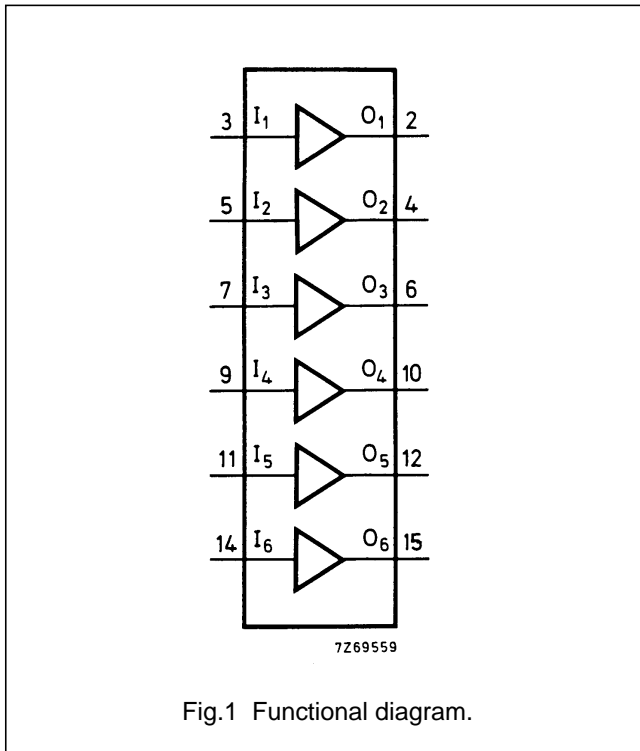 3 I₁ O₁ 2
5 I₂ O₂ 4
7 I₃ O₃ 6
9 I₄ O₄ 10
11 I₅ O₅ 12
14 I₆ O₆ 15
7Z69559
Fig.1 Functional diagram.